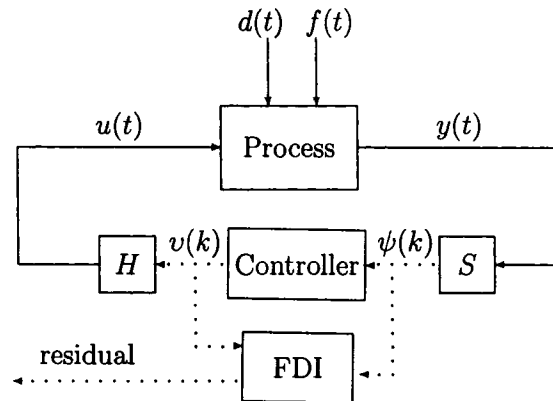 d(t) f(t)
u(t) y(t)
Process
υ(k) ψ(k)
H Controller S
residual
FDI